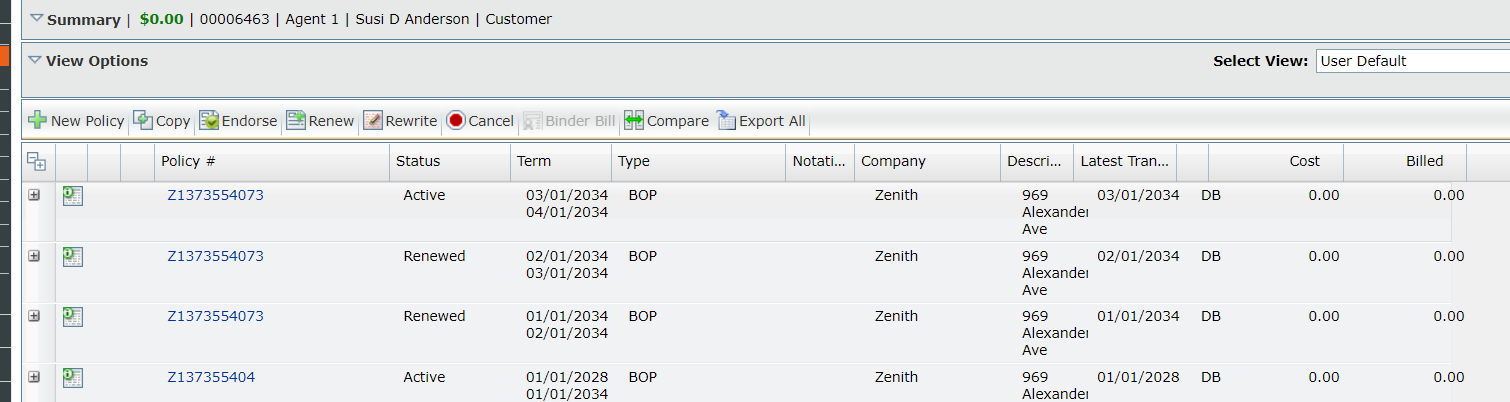 Summary | $0.00 | 00006463 | Agent 1 | Susi D Anderson | Customer
View Options Select View: User Default
New Policy Copy Endorse Renew Rewrite Cancel Binder Bill Compare Export All
Policy # Status Term Type Notati... Company Descri... Latest Tran... Cost Billed
Z1373554073 Active 03/01/2034 BOP Zenith 969 03/01/2034 DB 0.00 0.00
04/01/2034 Alexander
Ave
Z1373554073 Renewed 02/01/2034 BOP Zenith 969 02/01/2034 DB 0.00 0.00
03/01/2034 Alexander
Ave
Z1373554073 Renewed 01/01/2034 BOP Zenith 969 01/01/2034 DB 0.00 0.00
02/01/2034 Alexander
Ave
Z137355404 Active 01/01/2028 BOP Zenith 969 01/01/2028 DB 0.00 0.00
01/01/2034 Alexander